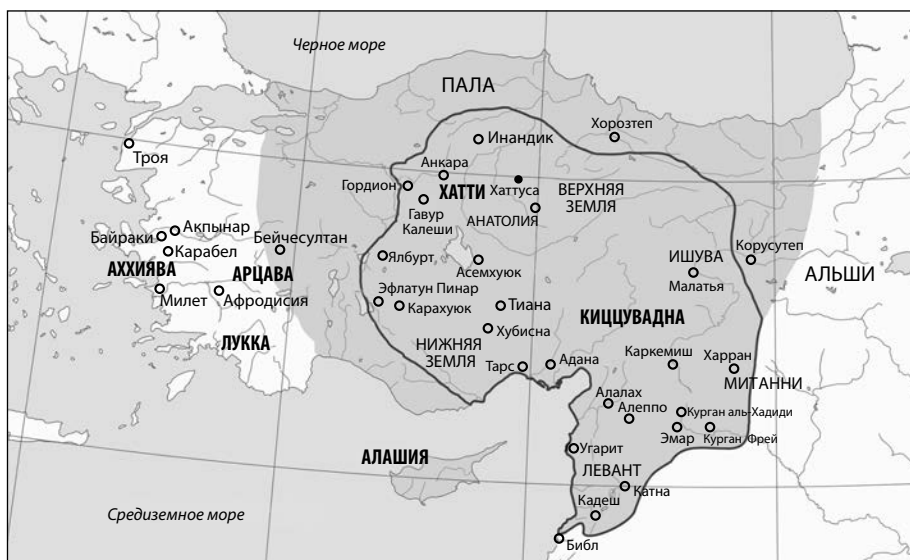 Черное море
ПАЛА
Хорозтеп
Инандик
Троя
Анкара
Гордион
ХАТТИ
Хаттуса
ВЕРХНЯЯ
ЗЕМЛЯ
Гавур
Калеши
АНАТОЛИЯ
Акпынар
Байраки
Карабел
Бейчесултан
Ялбурт
Асемхуюк
ИШУВА
Корусутеп
АХХИЯВА
АРЦАВА
Малатья
АЛЬШИ
Милет
Афродисия
Эфлатун Пинар
Карахуюк
Тиана
КИЦЦУВАДНА
ЛУККА
НИЖНЯЯ
ЗЕМЛЯ
Хубисна
Тарс
Адана
Каркемиш
Харран
МИТАННИ
Алалах
Алеппо
Курган аль-Хадиди
Эмар
Курган Фрей
Угарит
АЛАШИЯ
ЛЕВАНТ
Катна
Кадеш
Средиземное море
Библ